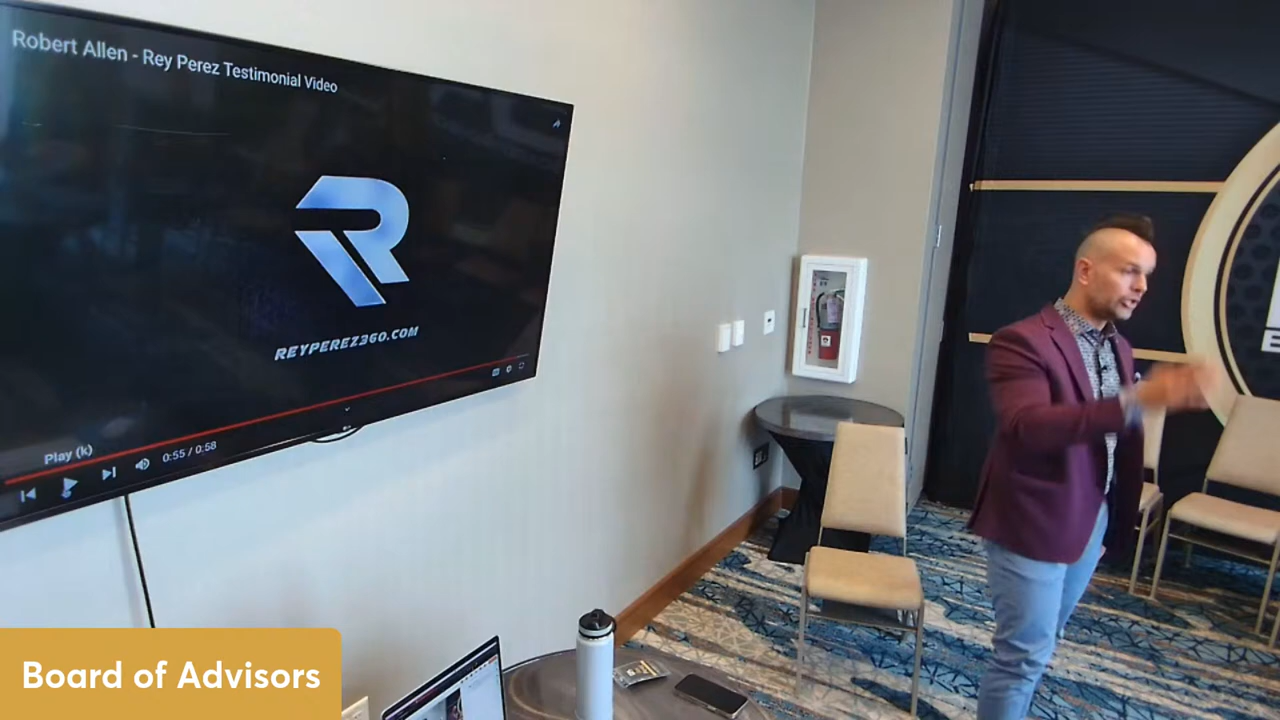 Robert Allen - Rey Perez Testimonial Video
R
REYPEREZ360.COM
Play (k)
0:55 / 0:58
Board of Advisors